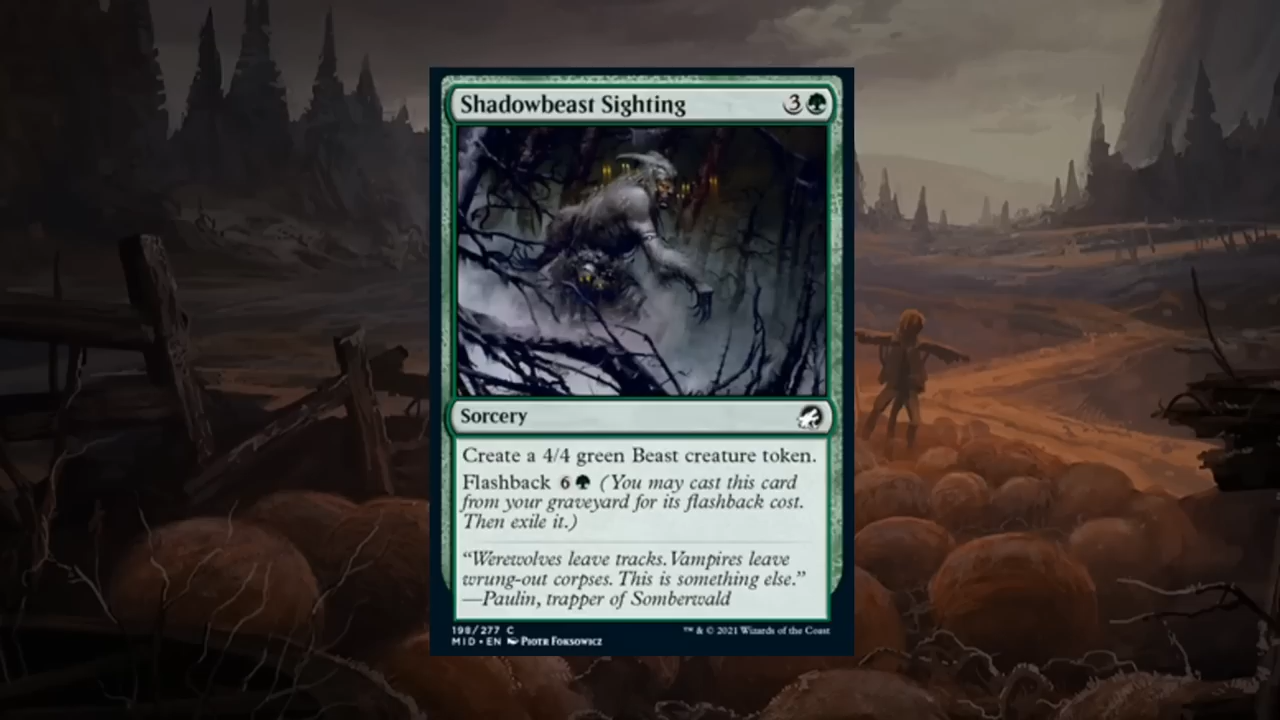 Shadowbeast Sighting 3
Sorcery
Create a 4/4 green Beast creature token.
Flashback 6 (You may cast this card
from your graveyard for its flashback cost.
Then exile it.)
“Werewolves leave tracks. Vampires leave
wrung-out corpses. This is something else.”
—Paulin, trapper of Somberwald
198/277 C
MID • EN Piotr Foksowicz
™ & © 2021 Wizards of the Coast